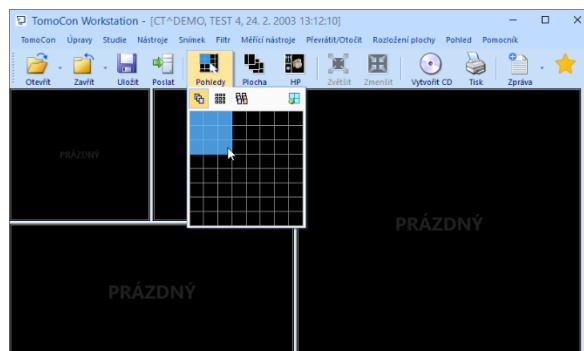 TomoCon Workstation - [CT^DEMO, TEST 4, 24. 2. 2003 13:12:10]
TomoCon Úpravy Studie Nástroje Snímek Filtr Měřící nástroje Převrátit/Otočit Rozložení plochy Pohled Pomocník
Otevřít Zavřít Uložit Poslat Pohledy Plocha HP Zvětšit Zmenšit Vytvořit CD Tisk Zpráva
PRÁZDNÝ
PRÁZDNÝ
PRÁZDNÝ